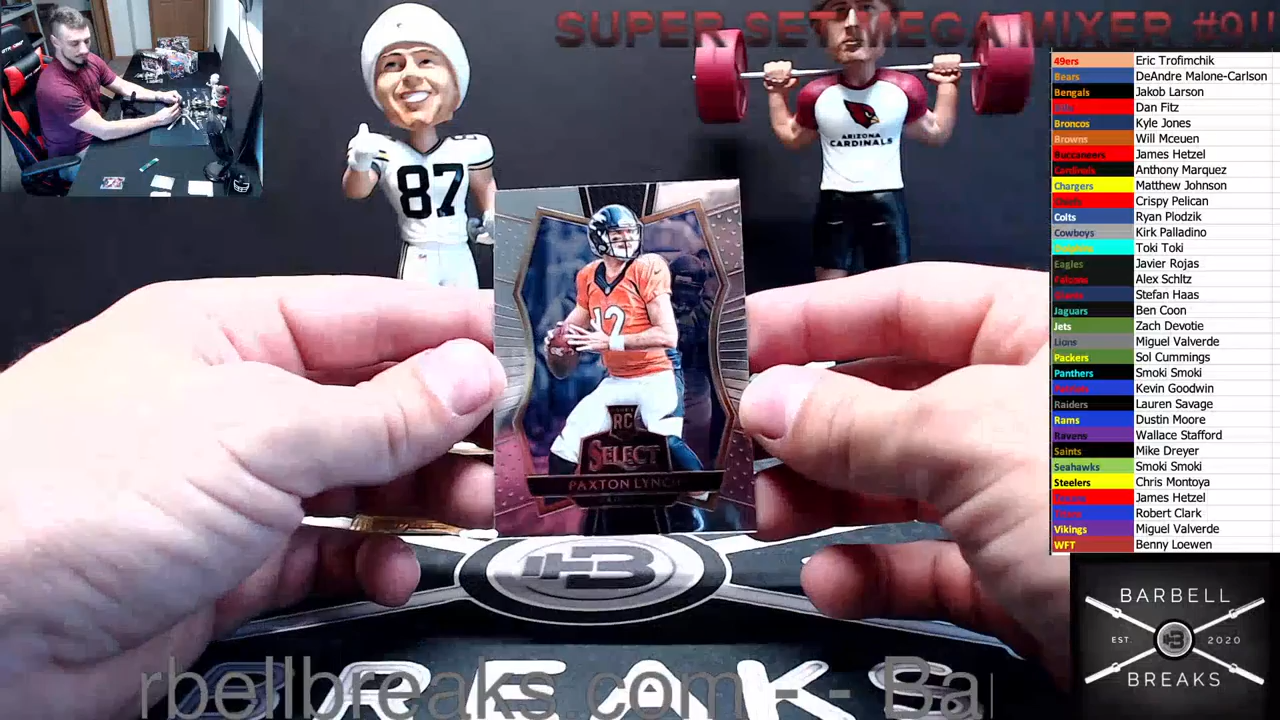 SUPER SET MEGA MIXER #9!!
49ers Eric Trofimchik
Bears DeAndre Malone-Carlson
Bengals Jakob Larson
Bills Dan Fitz
Broncos Kyle Jones
Browns Will Mceuen
Buccaneers James Hetzel
Cardinals Anthony Marquez
Chargers Matthew Johnson
Chiefs Crispy Pelican
Colts Ryan Plodzik
Cowboys Kirk Palladino
Dolphins Toki Toki
Eagles Javier Rojas
Falcons Alex Schltz
Giants Stefan Haas
Jaguars Ben Coon
Jets Zach Devotie
Lions Miguel Valverde
Packers Sol Cummings
Panthers Smoki Smoki
Patriots Kevin Goodwin
Raiders Lauren Savage
Rams Dustin Moore
Ravens Wallace Stafford
Saints Mike Dreyer
Seahawks Smoki Smoki
Steelers Chris Montoya
Texans James Hetzel
Titans Robert Clark
Vikings Miguel Valverde
WFT Benny Loewen
87
ARIZONA
CARDINALS
12
RC
SELECT
PAXTON LYNCH
B
BREAKS
rbellbreaks.com - - Ba
BARBELL
EST. B 2020
BREAKS